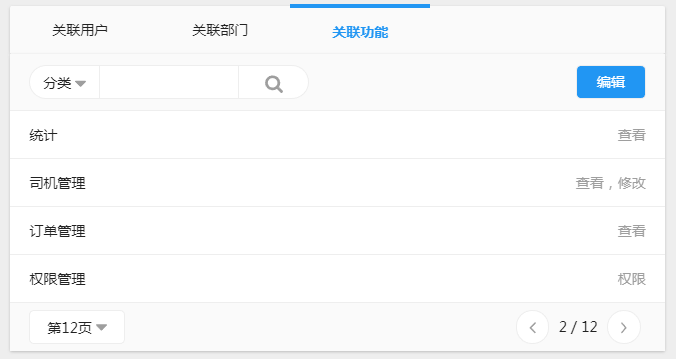 关联用户 关联部门 关联功能
分类 编辑
统计 查看
司机管理 查看，修改
订单管理 查看
权限管理 权限
第12页 2 / 12